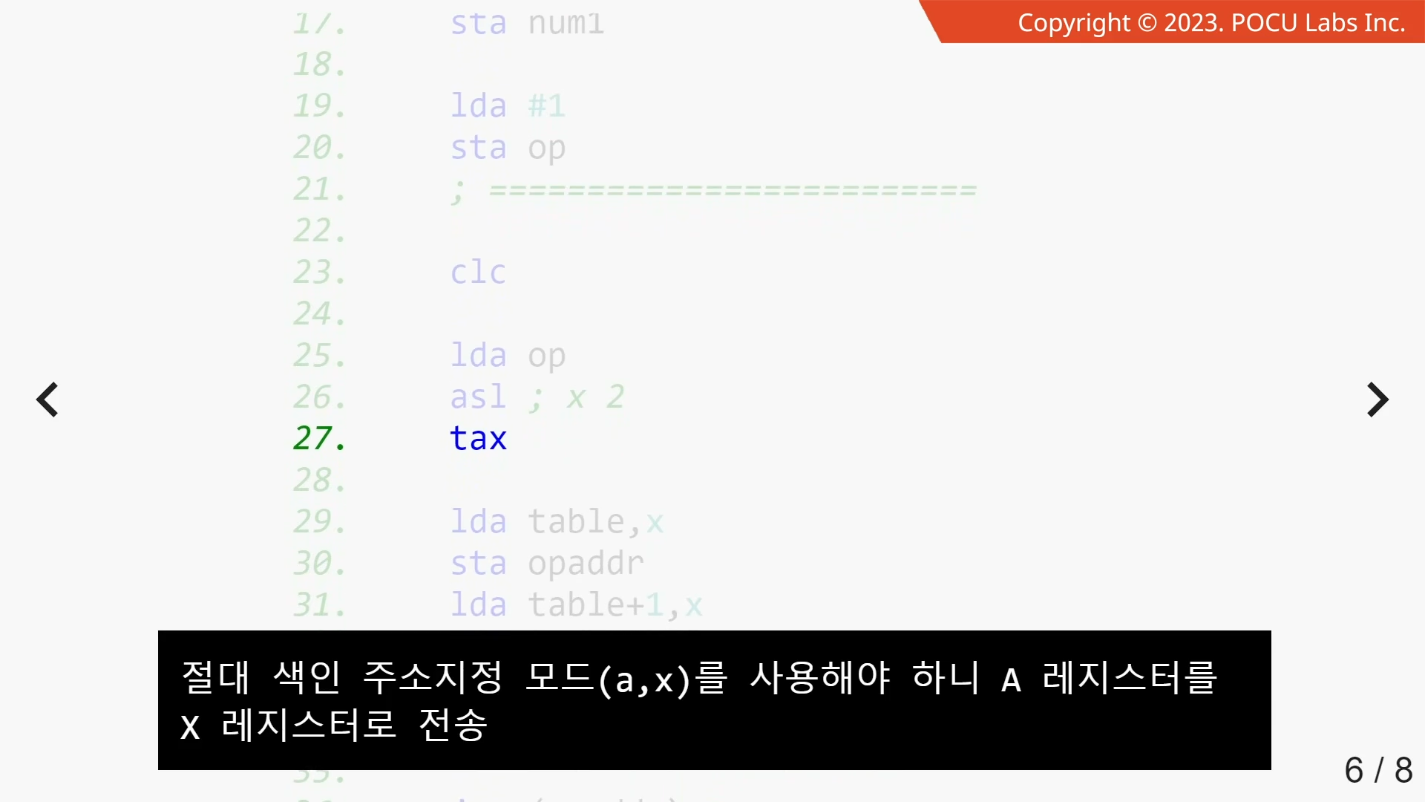 Copyright © 2023. POCU Labs Inc.
17. sta num1
18.
19. lda #1
20. sta op
21. ; =========================
22.
23. clc
24.
25. lda op
26. asl ; x 2
27. tax
28.
29. lda table,x
30. sta opaddr
31. lda table+1,x
절대 색인 주소지정 모드(a,x)를 사용해야 하니 A 레지스터를
X 레지스터로 전송
35.
6 / 8